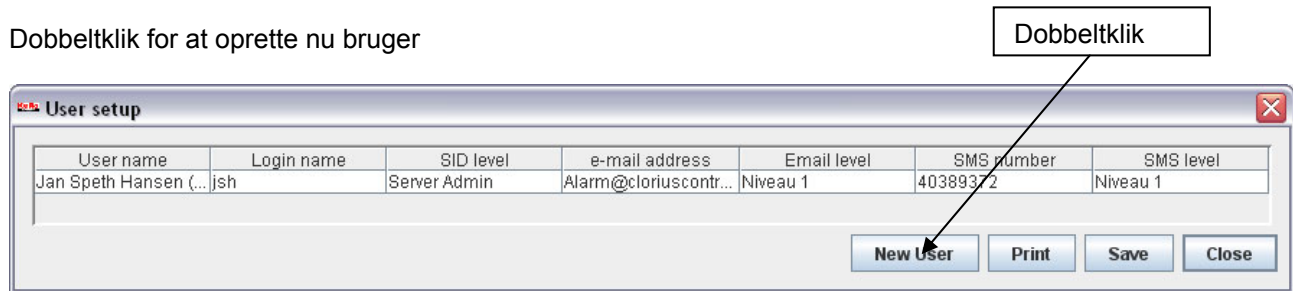 Dobbeltklik
Dobbeltklik for at oprette nu bruger
User setup
User name Login name SID level e-mail address Email level SMS number SMS level
Jan Speth Hansen (... jsh Server Admin Alarm@cloriuscontr... Niveau 1 40389372 Niveau 1
New User Print Save Close